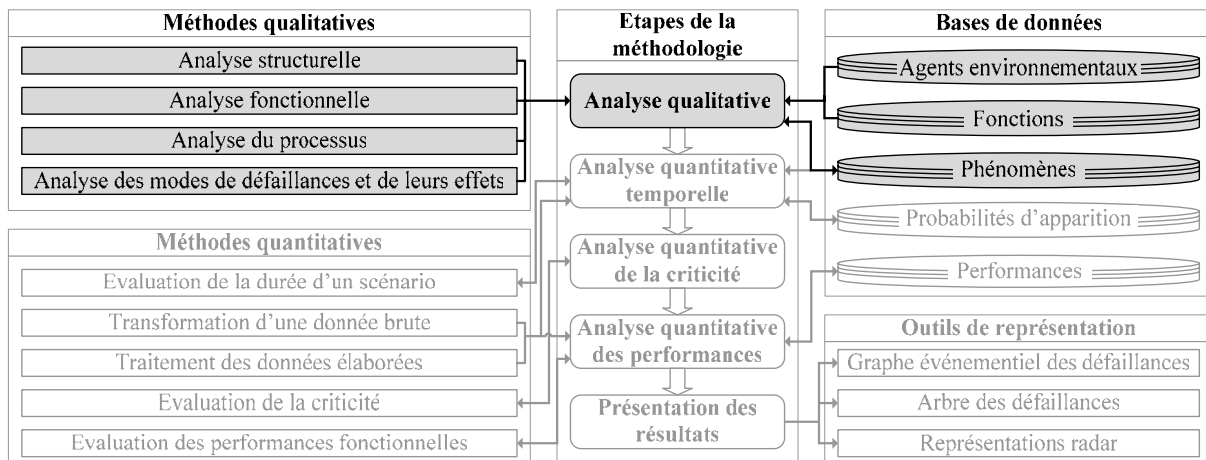 Méthodes qualitatives
Analyse structurelle
Analyse fonctionnelle
Analyse du processus
Analyse des modes de défaillances et de leurs effets
Méthodes quantitatives
Evaluation de la durée d’un scénario
Transformation d’une donnée brute
Traitement des données élaborées
Evaluation de la criticité
Evaluation des performances fonctionnelles
Etapes de la
méthodologie
Analyse qualitative
Analyse quantitative
temporelle
Analyse quantitative
de la criticité
Analyse quantitative
des performances
Présentation des
résultats
Bases de données
Agents environnementaux
Fonctions
Phénomènes
Probabilités d’apparition
Performances
Outils de représentation
Graphe événementiel des défaillances
Arbre des défaillances
Représentations radar